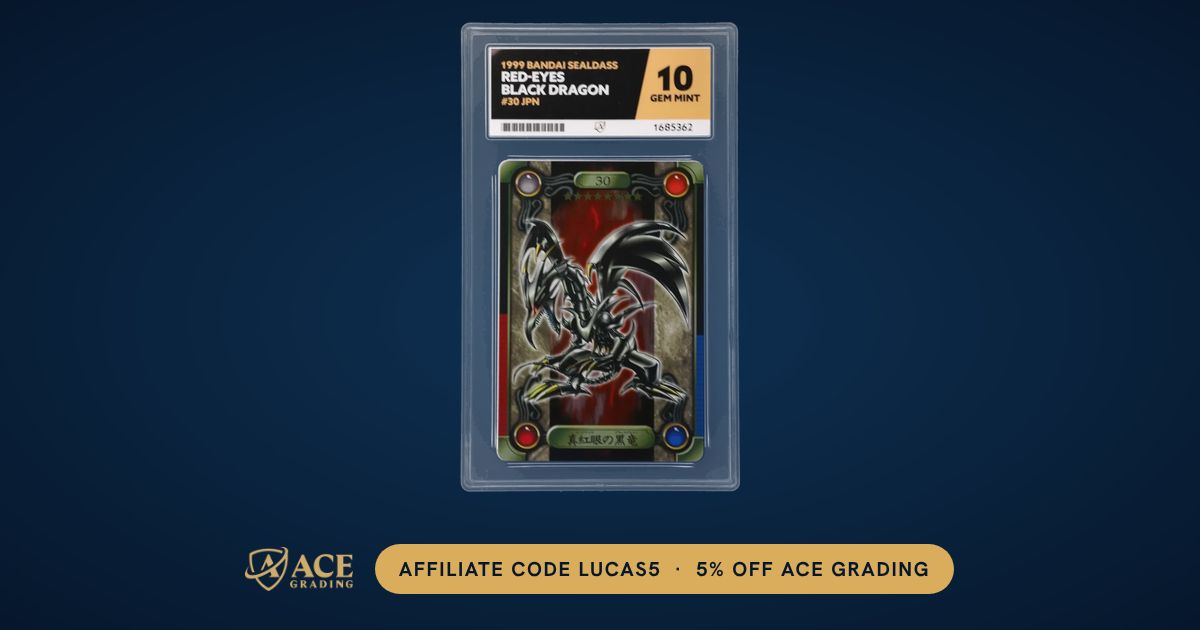 1999 BANDAI SEALDASS
RED-EYES
BLACK DRAGON
#30 JPN
10
GEM MINT
1685362
30
真紅眼の黒竜
ACE
GRADING
AFFILIATE CODE LUCAS5 · 5% OFF ACE GRADING